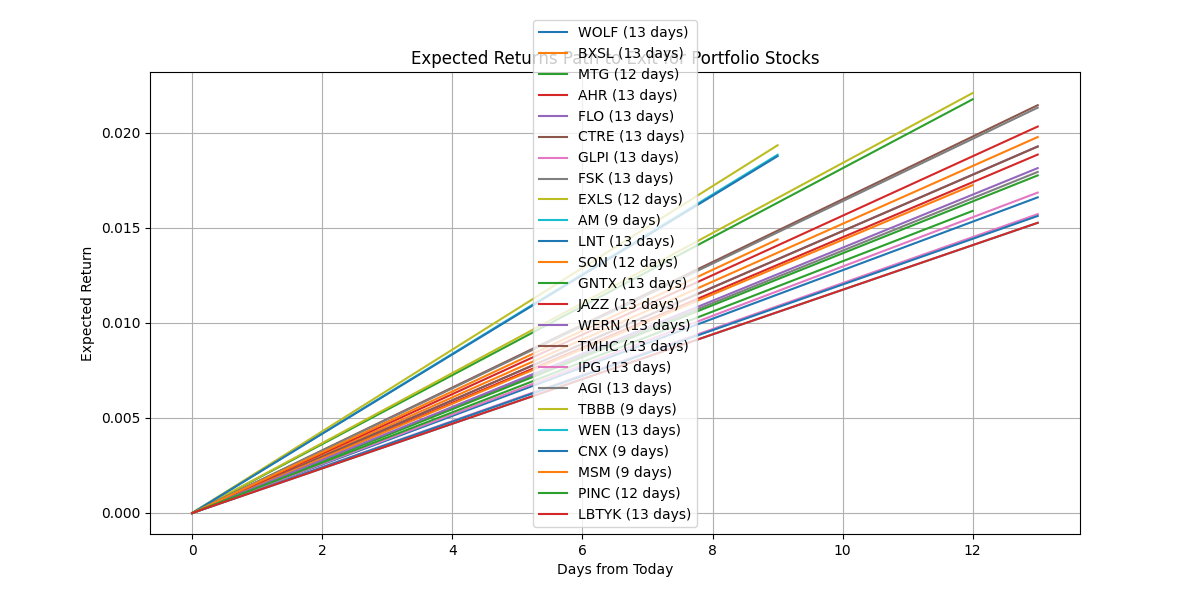 Expected Returns Path to Exit for Portfolio Stocks
WOLF (13 days)
BXSL (13 days)
MTG (12 days)
AHR (13 days)
FLO (13 days)
CTRE (13 days)
GLPI (13 days)
FSK (13 days)
EXLS (12 days)
AM (9 days)
LNT (13 days)
SON (12 days)
GNTX (13 days)
JAZZ (13 days)
WERN (13 days)
TMHC (13 days)
IPG (13 days)
AGI (13 days)
TBBB (9 days)
WEN (13 days)
CNX (9 days)
MSM (9 days)
PINC (12 days)
LBTYK (13 days)
Expected Return
0.020
0.015
0.010
0.005
0.000
0 2 4 6 8 10 12
Days from Today